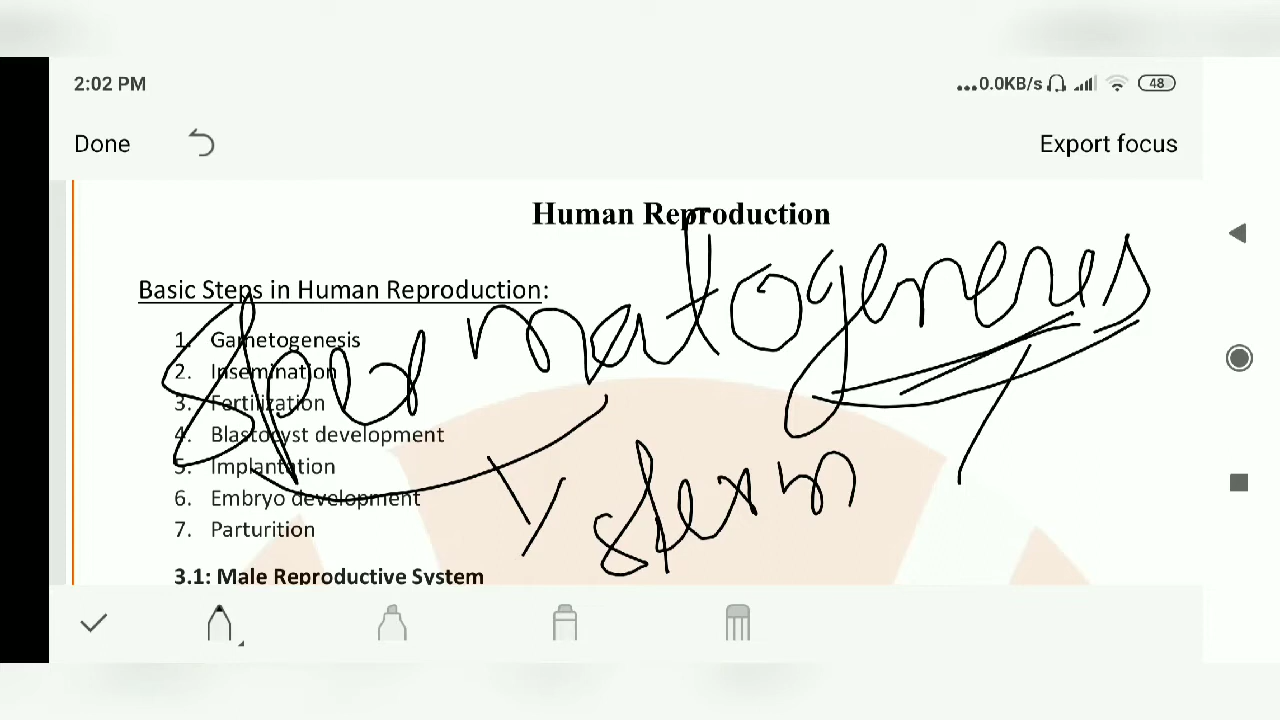 2:02 PM
...0.0KB/s 48
Done
Export focus
Human Reproduction
Basic Steps in Human Reproduction:
1. Gametogenesis
2. Insemination
3. Fertilization
4. Blastocyst development
5. Implantation
6. Embryo development
7. Parturition
Spermatogeneses
sperm
3.1: Male Reproductive System